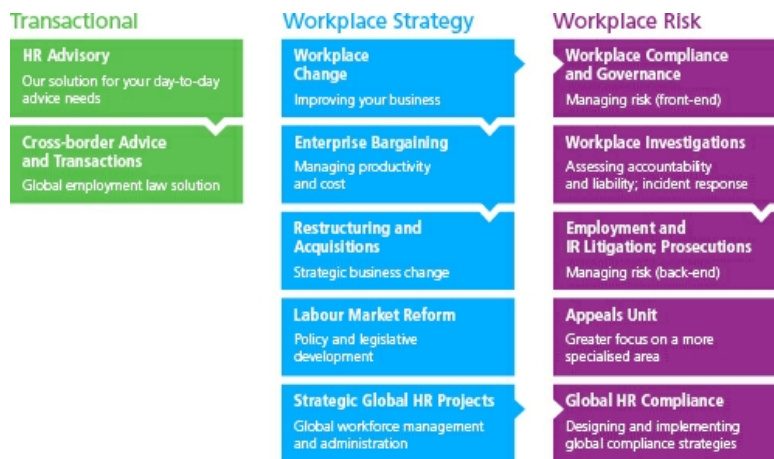 Transactional
HR Advisory
Our solution for your day-to-day
advice needs
Cross-border Advice
and Transactions
Global employment law solution
Workplace Strategy
Workplace
Change
Improving your business
Enterprise Bargaining
Managing productivity
and cost
Restructuring and
Acquisitions
Strategic business change
Labour Market Reform
Policy and legislative
development
Strategic Global HR Projects
Global workforce management
and administration
Workplace Risk
Workplace Compliance
and Governance
Managing risk (front-end)
Workplace Investigations
Assessing accountability
and liability; incident response
Employment and
IR Litigation; Prosecutions
Managing risk (back-end)
Appeals Unit
Greater focus on a more
specialised area
Global HR Compliance
Designing and implementing
global compliance strategies